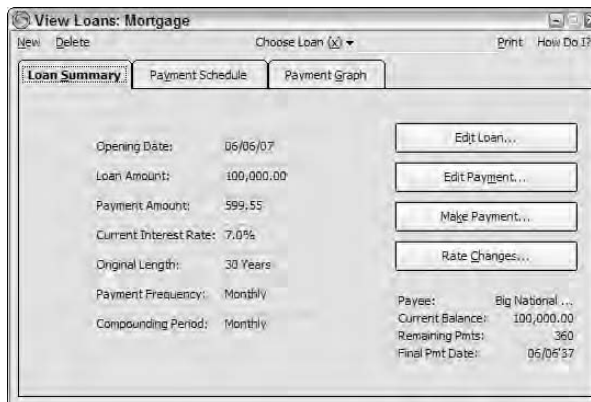 View Loans: Mortgage
New Delete Choose Loan (x) Print How Do I?
Loan Summary Payment Schedule Payment Graph
Opening Date: 06/06/07
Loan Amount: 100,000.00
Payment Amount: 599.55
Current Interest Rate: 7.0%
Original Length: 30 Years
Payment Frequency: Monthly
Compounding Period: Monthly
Edit Loan...
Edit Payment...
Make Payment...
Rate Changes...
Payee: Big National ...
Current Balance: 100,000.00
Remaining Pmts: 360
Final Pmt Date: 06/06'37